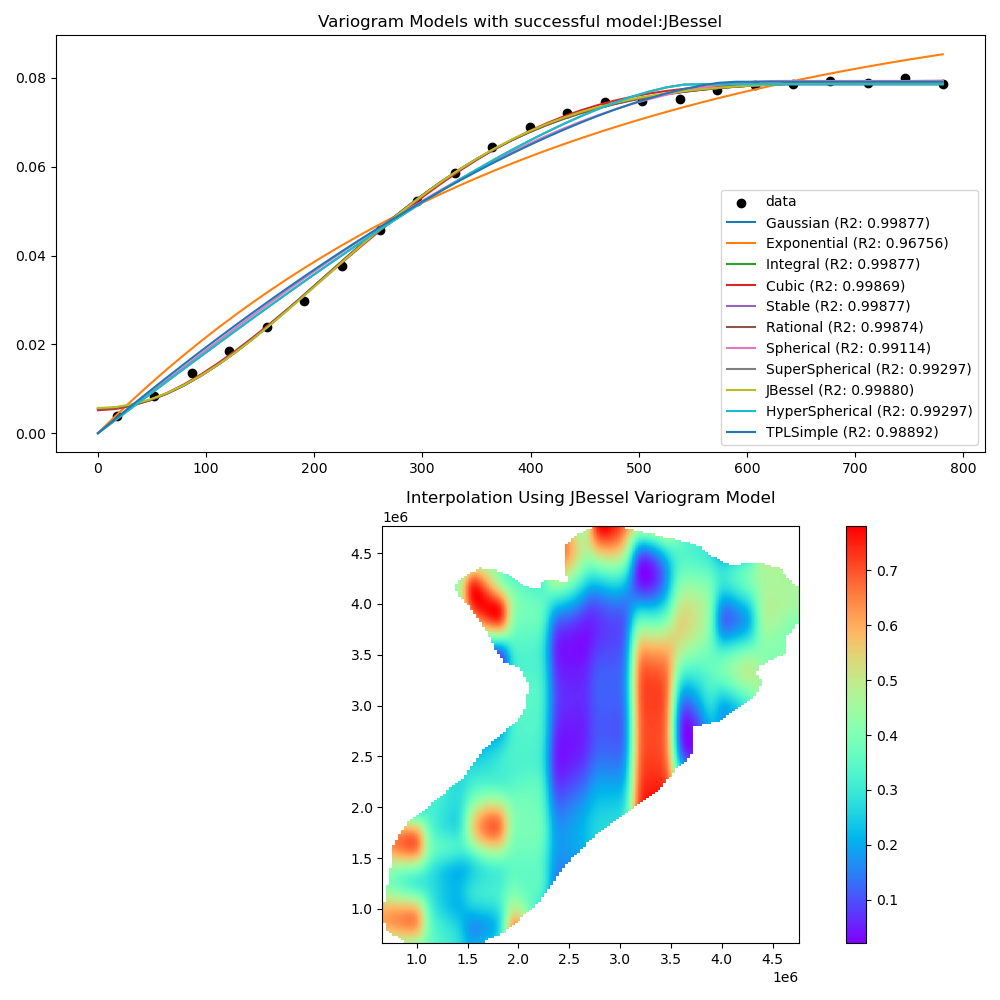 Variogram Models with successful model:JBessel
0.08
0.06
0.04
0.02
0.00
data
Gaussian (R2: 0.99877)
Exponential (R2: 0.96756)
Integral (R2: 0.99877)
Cubic (R2: 0.99869)
Stable (R2: 0.99877)
Rational (R2: 0.99874)
Spherical (R2: 0.99114)
SuperSpherical (R2: 0.99297)
JBessel (R2: 0.99880)
HyperSpherical (R2: 0.99297)
TPLSimple (R2: 0.98892)
0 100 200 300 400 500 600 700 800
Interpolation Using JBessel Variogram Model
1e6
4.5
4.0
3.5
3.0
2.5
2.0
1.5
1.0
1.0 1.5 2.0 2.5 3.0 3.5 4.0 4.5
1e6
0.7
0.6
0.5
0.4
0.3
0.2
0.1